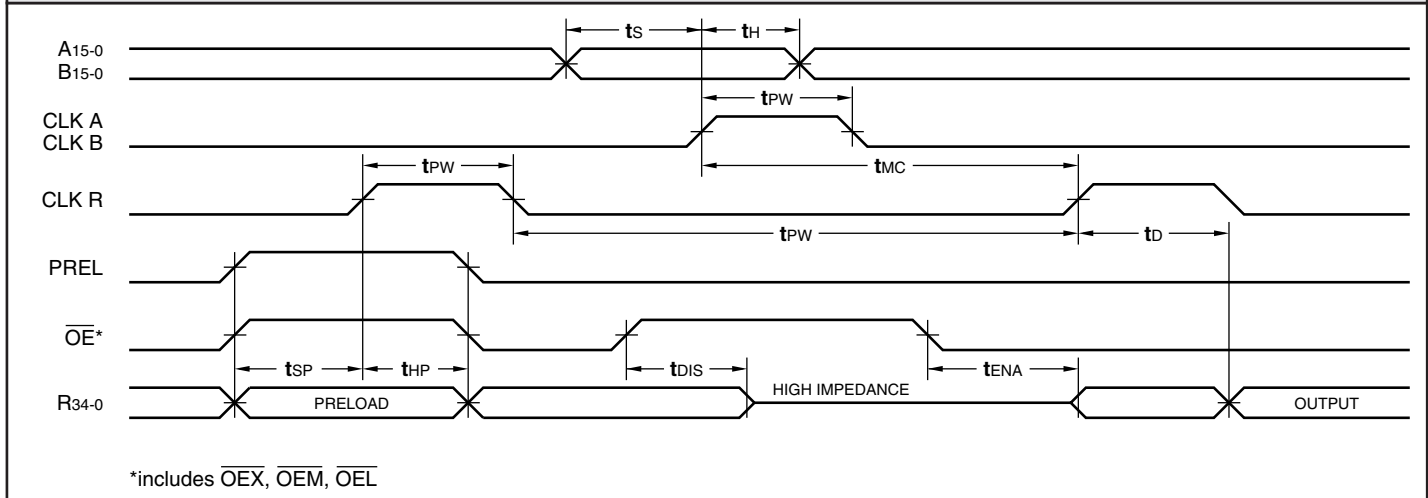 tS tH
A15-0
B15-0
tPW
CLK A
CLK B
tPW tMC
CLK R
tPW tD
PREL
OE*
tSP tHP tDIS tENA
HIGH IMPEDANCE
R34-0 PRELOAD OUTPUT
*includes OEX, OEM, OEL